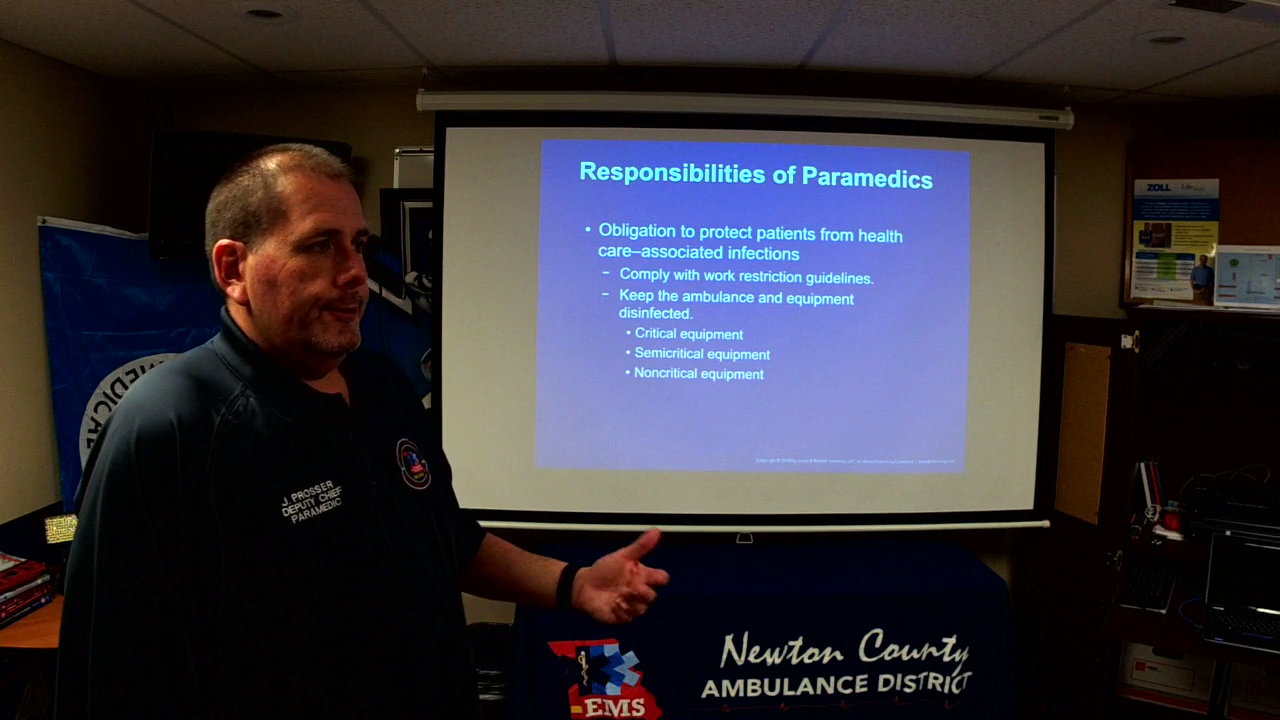 Responsibilities of Paramedics
• Obligation to protect patients from health
care–associated infections
– Comply with work restriction guidelines.
– Keep the ambulance and equipment
disinfected.
• Critical equipment
• Semicritical equipment
• Noncritical equipment
ZOLL
J. PROSSER
DEPUTY CHIEF
PARAMEDIC
Newton County
AMBULANCE DISTRICT
EMS